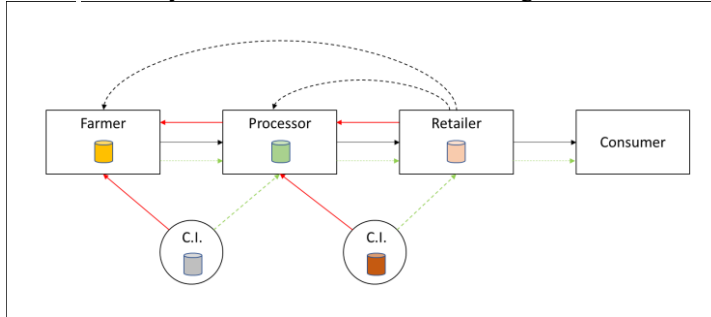 Farmer
Processor
Retailer
Consumer
C.I.
C.I.